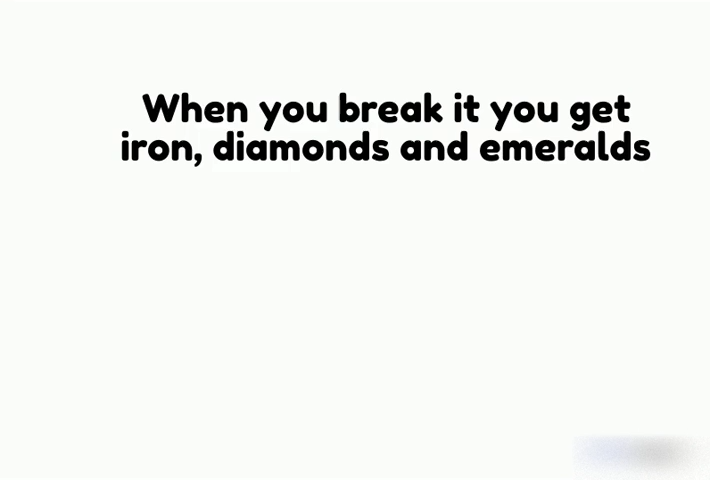 When you break it you get
iron, diamonds and emeralds